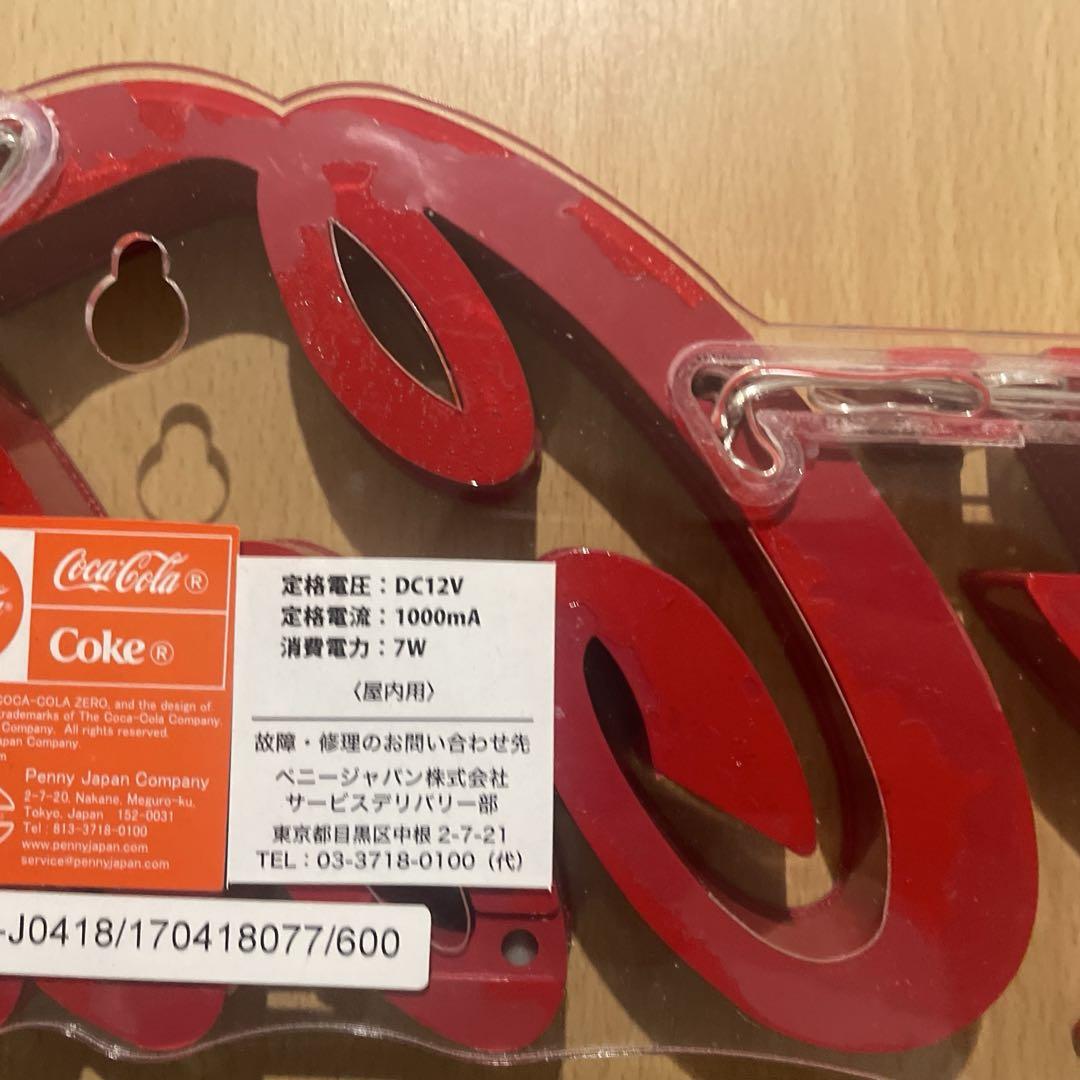 Coca-Cola®
Coke®
COCA-COLA ZERO, and the design of
trademarks of The Coca-Cola Company.
Company. All rights reserved.
Japan Company.
Penny Japan Company
2-7-20, Nakane, Meguro-ku,
Tokyo, Japan 152-0031
Tel : 813-3718-0100
www.pennyjapan.com
service@pennyjapan.com
定格電圧：DC12V
定格電流：1000mA
消費電力：7W
〈屋内用〉
故障・修理のお問い合わせ先
ペニージャパン株式会社
サービスデリバリー部
東京都目黒区中根 2-7-21
TEL：03-3718-0100（代）
-J0418/170418077/600